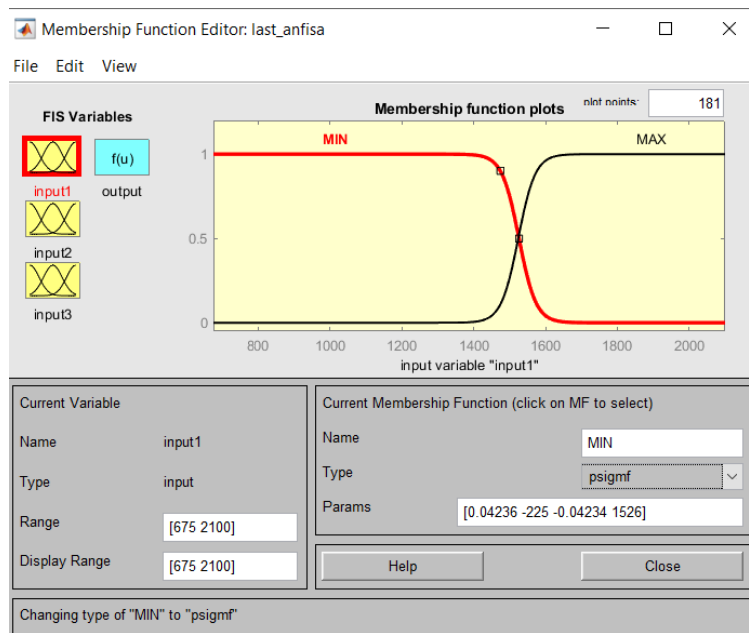 Membership Function Editor: last_anfisa
File Edit View
FIS Variables
f(u)
input1
output
input2
input3
Membership function plots
plot points:
181
MIN
MAX
1
0.5
0
800 1000 1200 1400 1600 1800 2000
input variable "input1"
Current Variable
Name input1
Type input
Range [675 2100]
Display Range [675 2100]
Current Membership Function (click on MF to select)
Name MIN
Type psigmf
Params [0.04236 -225 -0.04234 1526]
Help Close
Changing type of "MIN" to "psigmf"